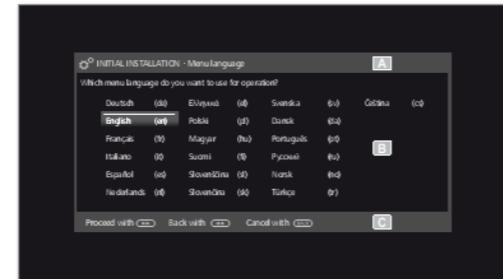 INITIAL INSTALLATION - Menu language A
Which menu language do you want to use for operation?
Deutsch (de) Ελληνικά (el) Svenska (sv) Čeština (cs)
English (en) Polski (pl) Dansk (da)
Français (fr) Magyar (hu) Português (pt)
Italiano (it) Suomi (fi) Русский (ru) B
Español (es) Slovenščina (sl) Norsk (no)
Nederlands (nl) Slovenčina (sk) Türkçe (tr)
Proceed with Back with Cancel with C